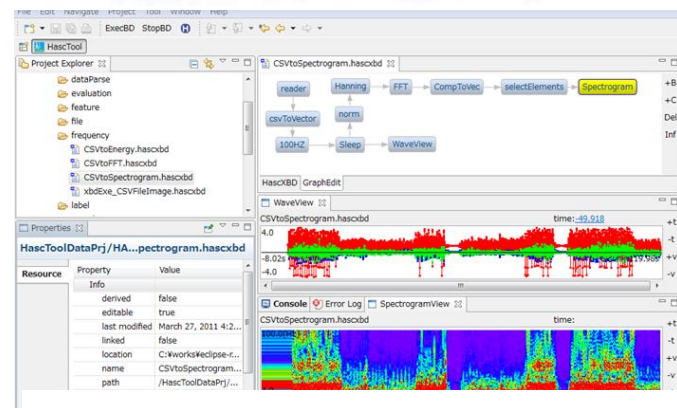 File Edit Navigate Project Tool Window Help
ExecBD StopBD
HascTool
Project Explorer
dataParse
evaluation
feature
file
frequency
CSVtoEnergy.hascxbd
CSVtoFFT.hascxbd
CSVtoSpectrogram.hascxbd
xbdExe_CSVFileImage.hascxbd
label
CSVtoSpectrogram.hascxbd
reader
Hanning
FFT
CompToVec
selectElements
Spectrogram
csvToVector
norm
100HZ
Sleep
WaveView
+B
+C
Del
Inf
HascXBD GraphEdit
Properties
HascToolDataPrj/HA...pectrogram.hascxbd
Resource
Property Value
Info
derived false
editable true
last modified March 27, 2011 4:2...
linked false
location C:¥works¥eclipse-r...
name CSVtoSpectrogram...
path /HascToolDataPrj/...
WaveView
CSVtoSpectrogram.hascxbd time:-49.918
4.0
-8.02s
-4.0
+t
-t
+v
-v
Console Error Log SpectrogramView
CSVtoSpectrogram.hascxbd time:
100.0Hz
+t
-t
+v
-v